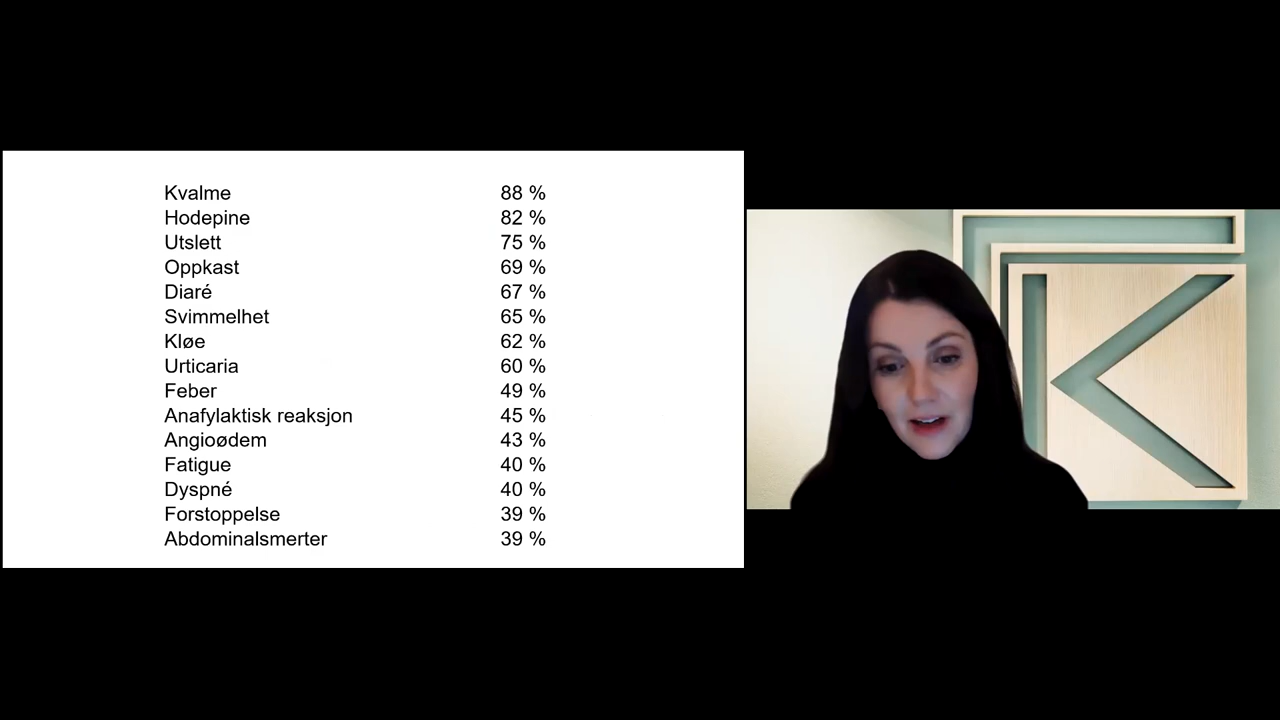 Kvalme 88 %
Hodepine 82 %
Utslett 75 %
Oppkast 69 %
Diaré 67 %
Svimmelhet 65 %
Kløe 62 %
Urticaria 60 %
Feber 49 %
Anafylaktisk reaksjon 45 %
Angioødem 43 %
Fatigue 40 %
Dyspné 40 %
Forstoppelse 39 %
Abdominalsmerter 39 %
K